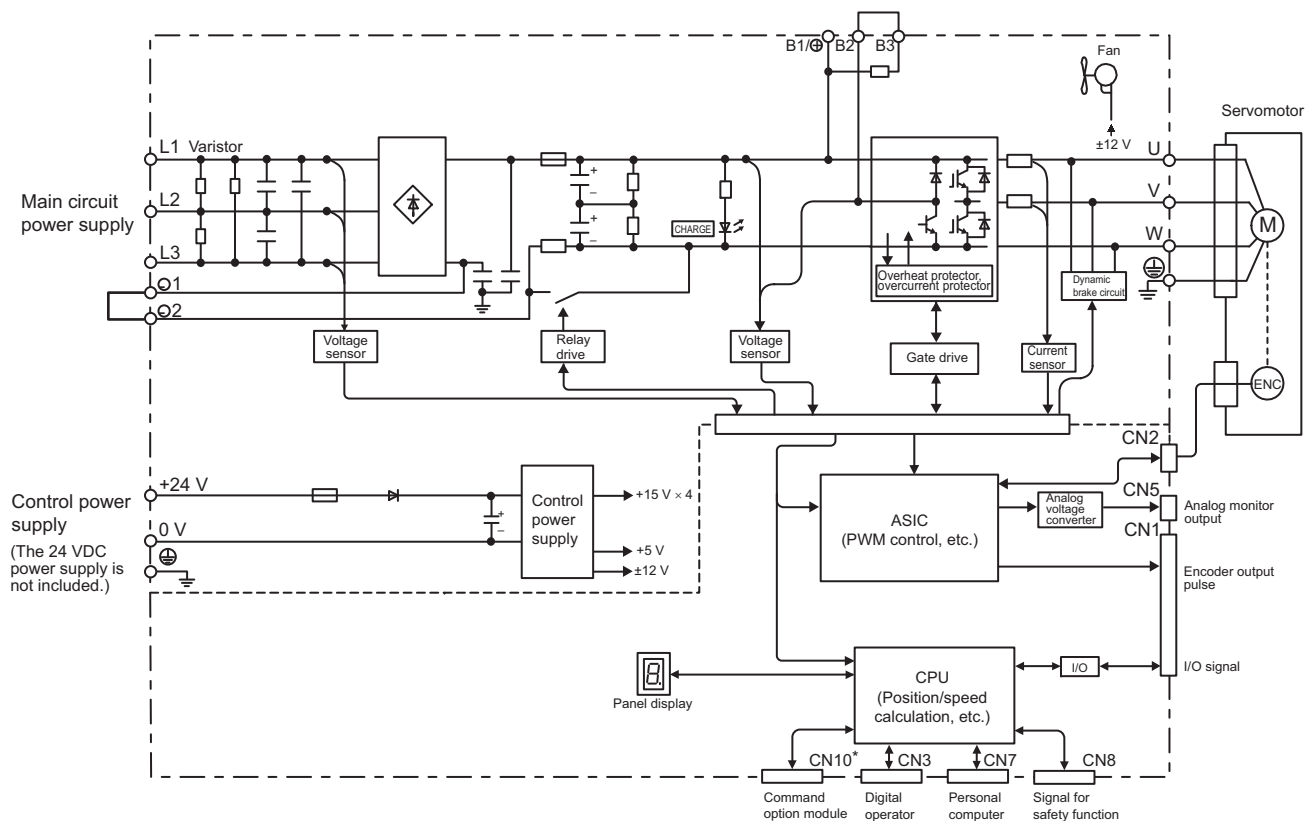 B1/⊕ B2 B3
Fan
±12 V
Servomotor
L1 Varistor
U
Main circuit
power supply
L2
V
CHARGE
W
M
L3
⊖1
⊖2
Overheat protector,
overcurrent protector
Dynamic
brake circuit
Voltage
sensor
Relay
drive
Voltage
sensor
Gate drive
Current
sensor
ENC
CN2
Control power
supply
(The 24 VDC
power supply is
not included.)
+24 V
+
–
0 V
Control
power
supply
+15 V × 4
+5 V
±12 V
ASIC
(PWM control, etc.)
Analog
voltage
converter
CN5
Analog monitor
output
CN1
Encoder output
pulse
+
–
+
–
8.
Panel display
CPU
(Position/speed
calculation, etc.)
I/O
I/O signal
CN10* CN3 CN7 CN8
Command
option module
Digital
operator
Personal
computer
Signal for
safety function